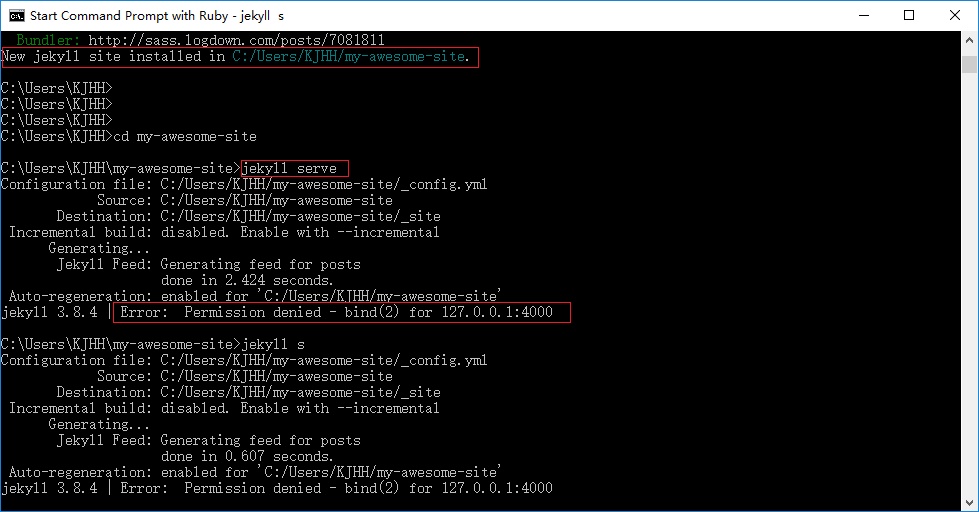 Start Command Prompt with Ruby - jekyll  s
Bundler: http://sass.logdown.com/posts/7081811
New jekyll site installed in C:/Users/KJHH/my-awesome-site.
C:\Users\KJHH>
C:\Users\KJHH>
C:\Users\KJHH>
C:\Users\KJHH>cd my-awesome-site
C:\Users\KJHH\my-awesome-site>jekyll serve
Configuration file: C:/Users/KJHH/my-awesome-site/_config.yml
Source: C:/Users/KJHH/my-awesome-site
Destination: C:/Users/KJHH/my-awesome-site/_site
Incremental build: disabled. Enable with --incremental
Generating...
Jekyll Feed: Generating feed for posts
done in 2.424 seconds.
Auto-regeneration: enabled for 'C:/Users/KJHH/my-awesome-site'
jekyll 3.8.4 | Error:  Permission denied - bind(2) for 127.0.0.1:4000
C:\Users\KJHH\my-awesome-site>jekyll s
Configuration file: C:/Users/KJHH/my-awesome-site/_config.yml
Source: C:/Users/KJHH/my-awesome-site
Destination: C:/Users/KJHH/my-awesome-site/_site
Incremental build: disabled. Enable with --incremental
Generating...
Jekyll Feed: Generating feed for posts
done in 0.607 seconds.
Auto-regeneration: enabled for 'C:/Users/KJHH/my-awesome-site'
jekyll 3.8.4 | Error:  Permission denied - bind(2) for 127.0.0.1:4000